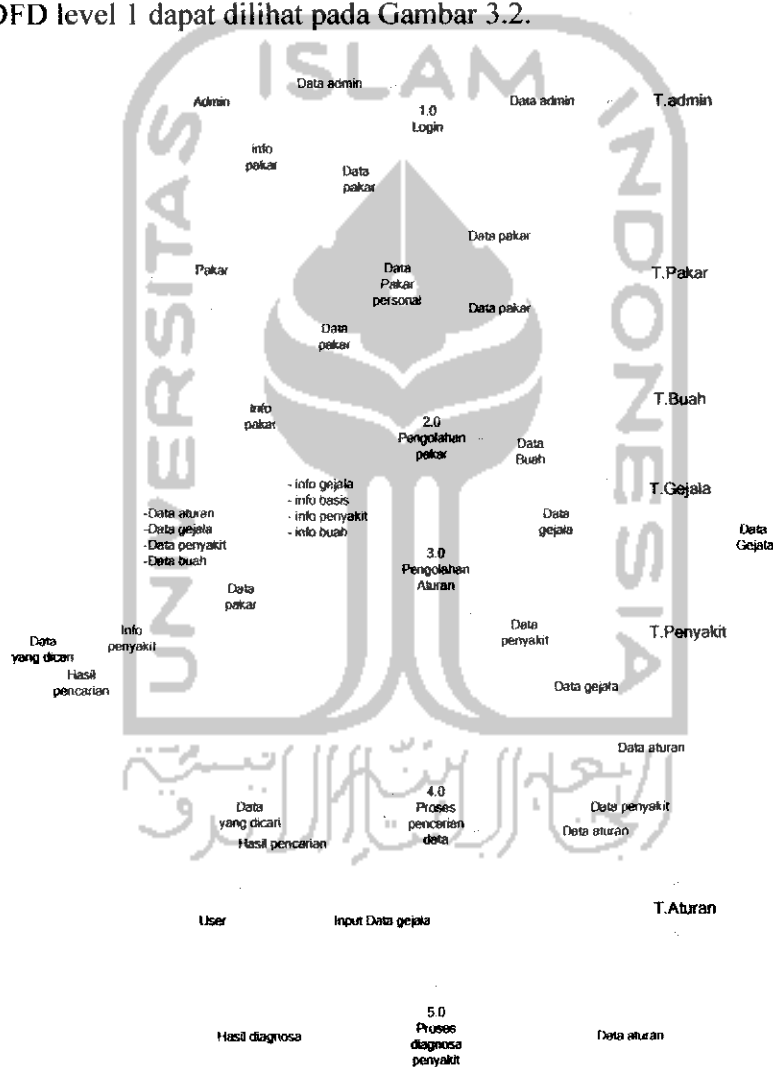 DFD level 1 dapat dilihat pada Gambar 3.2.
ISLAM
UNIVERSITAS
INDONESIA
Data admin
Admin
1.0
Login
Data admin
T.admin
info
pakar
Data
pakar
Data pakar
Pakar
Data
Pakar
personal
T.Pakar
Data pakar
Data
pakar
Info
pakar
2.0
Pengolahan
pakar
T.Buah
Data
Buah
T.Gejala
- info gejala
- info basis
- info penyakit
- info buah
-Data aturan
-Data gejala
-Data penyakit
-Data buah
Data
gejala
Data
Gejala
3.0
Pengolahan
Aturan
Data
pakar
Data
penyakit
T.Penyakit
Info
penyakit
Data
yang dicari
Hasil
pencarian
Data gejala
Data aturan
4.0
Proses
pencarian
data
Data
yang dicari
Hasil pencarian
Data penyakit
Data aturan
T.Aturan
User
Input Data gejala
5.0
Proses
diagnosa
penyakit
Hasil diagnosa
Data aturan